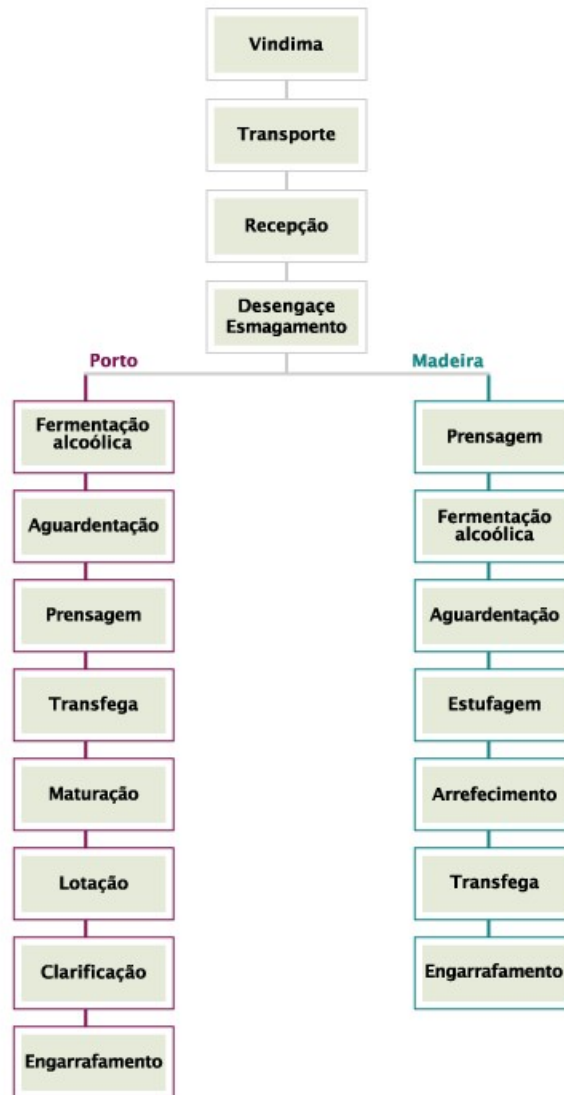 Vindima
Transporte
Recepção
Desengaçe
Esmagamento
Porto
Fermentação
alcoólica
Aguardentação
Prensagem
Transfega
Maturação
Lotação
Clarificação
Engarrafamento
Madeira
Prensagem
Fermentação
alcoólica
Aguardentação
Estufagem
Arrefecimento
Transfega
Engarrafamento